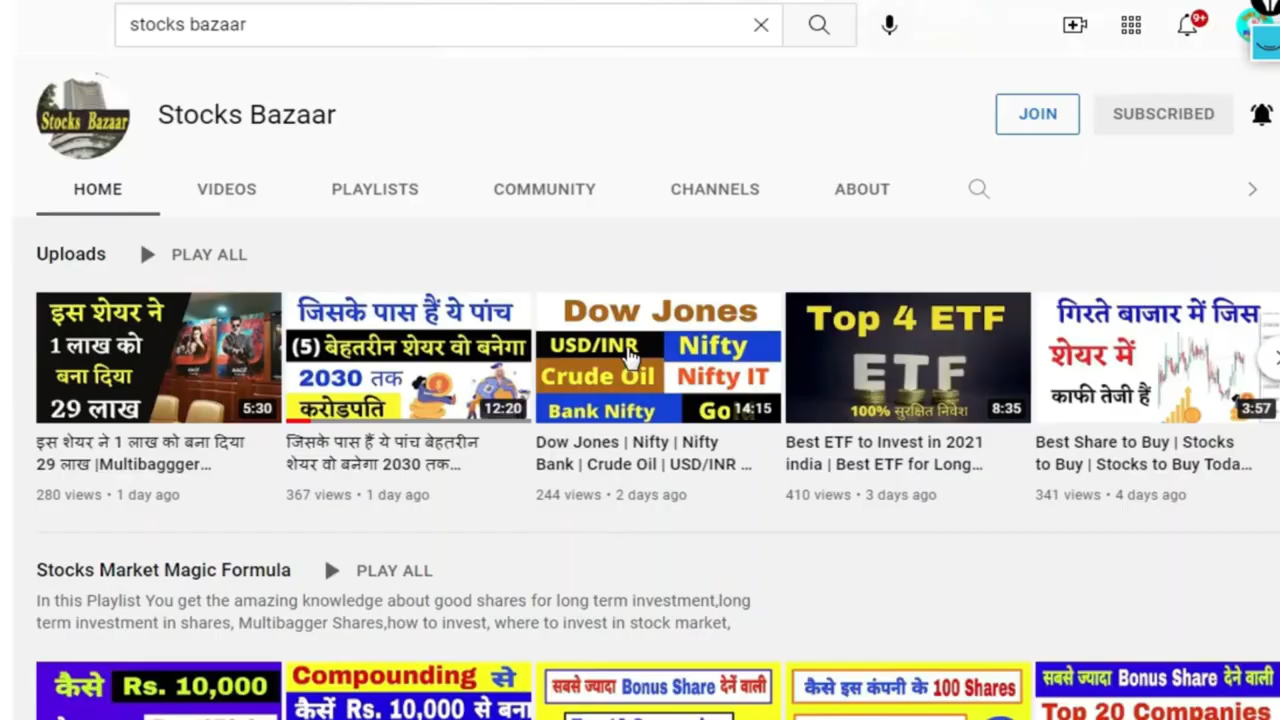 stocks bazaar
9+
Stocks Bazaar
Stocks Bazaar
JOIN
SUBSCRIBED
HOME
VIDEOS
PLAYLISTS
COMMUNITY
CHANNELS
ABOUT
Uploads
PLAY ALL
इस शेयर ने
1 लाख को
बना दिया
29 लाख
5:30
जिसके पास हैं ये पांच
(5) बेहतरीन शेयर वो बनेगा
2030 तक
करोड़पति
12:20
Dow Jones
USD/INR
Nifty
Crude Oil
Nifty IT
Bank Nifty
Go
14:15
Top 4 ETF
ETF
100% सुरक्षित निवेश
8:35
गिरते बाजार में जिस
शेयर में
काफी तेजी हैं
3:57
इस शेयर ने 1 लाख को बना दिया
29 लाख |Multibaggger...
280 views • 1 day ago
जिसके पास हैं ये पांच बेहतरीन
शेयर वो बनेगा 2030 तक...
367 views • 1 day ago
Dow Jones | Nifty | Nifty
Bank | Crude Oil | USD/INR ...
244 views • 2 days ago
Best ETF to Invest in 2021
india | Best ETF for Long...
410 views • 3 days ago
Best Share to Buy | Stocks
to Buy | Stocks to Buy Toda...
341 views • 4 days ago
Stocks Market Magic Formula
PLAY ALL
In this Playlist You get the amazing knowledge about good shares for long term investment,long
term investment in shares, Multibagger Shares,how to invest, where to invest in stock market,
कैसे Rs. 10,000
Compounding से
कैसें Rs. 10,000 से बना
सबसे ज्यादा Bonus Share देनें वाली
कैसे इस कंपनी के 100 Shares
सबसे ज्यादा Bonus Share देने वाली
Top 20 Companies